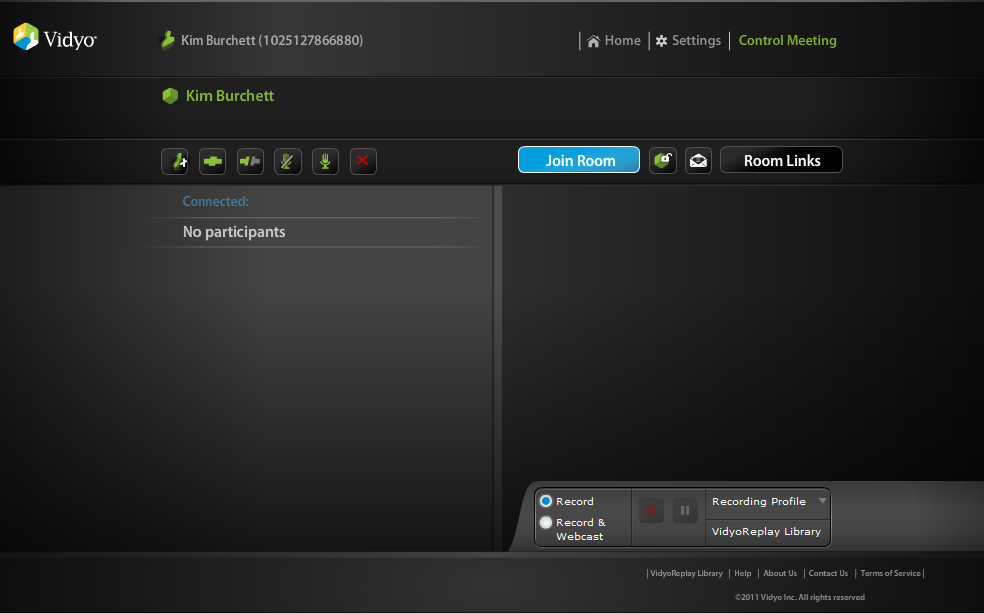 Vidyo
Kim Burchett (1025127866880)
Home
Settings
Control Meeting
Kim Burchett
Join Room
Room Links
Connected:
No participants
Record
Record &
Webcast
Recording Profile
VidyoReplay Library
| VidyoReplay Library | Help | About Us | Contact Us | Terms of Service |
©2011 Vidyo Inc. All rights reserved